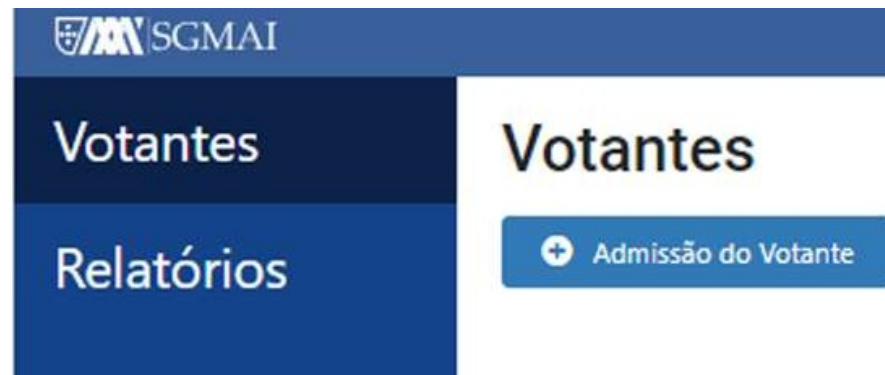 SGMAI
Votantes
Relatórios
Votantes
Admissão do Votante